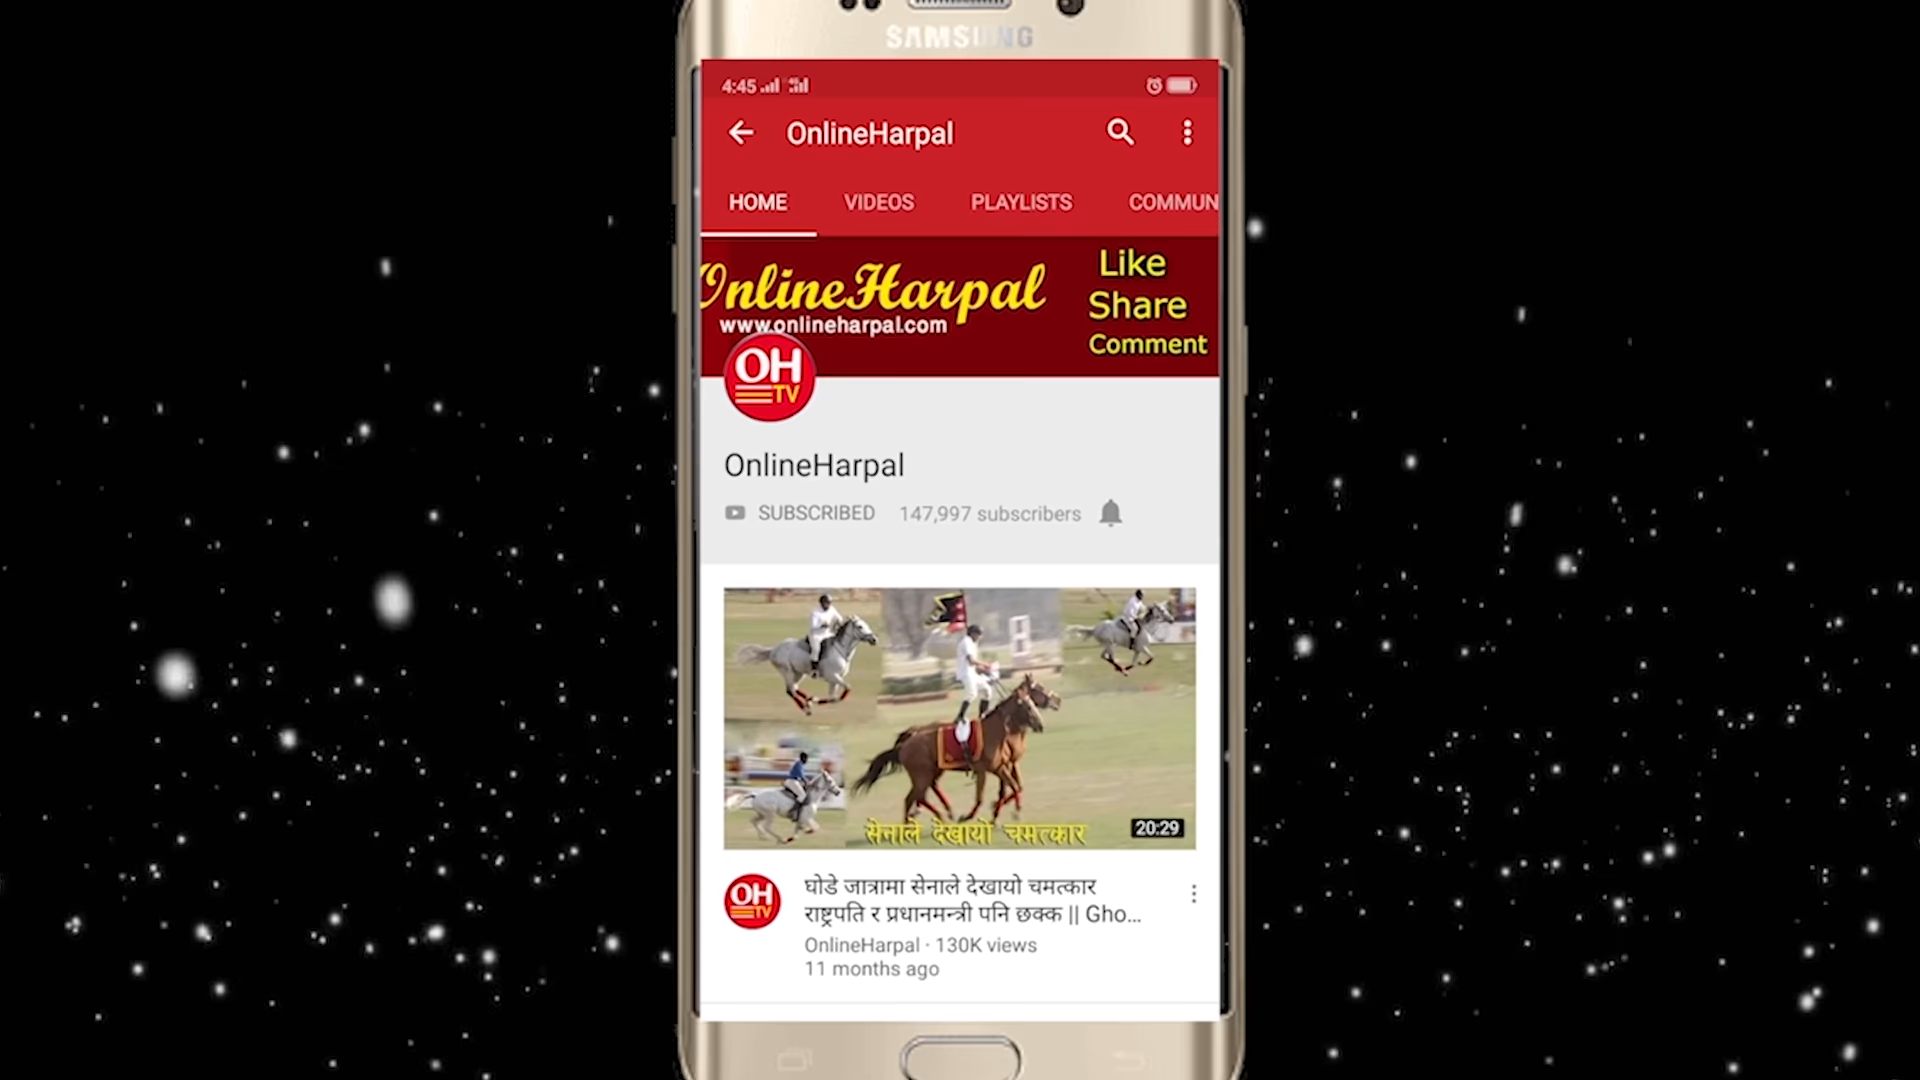 SAMSUNG
4:45
OnlineHarpal
HOME VIDEOS PLAYLISTS COMMUN
OnlineHarpal
www.onlineharpal.com
Like
Share
Comment
OH
TV
OnlineHarpal
SUBSCRIBED 147,997 subscribers
सेनाले देखायो चमत्कार
20:29
OH
TV
घोडे जात्रामा सेनाले देखायो चमत्कार
राष्ट्रपति र प्रधानमन्त्री पनि छक्क || Gho...
OnlineHarpal · 130K views
11 months ago